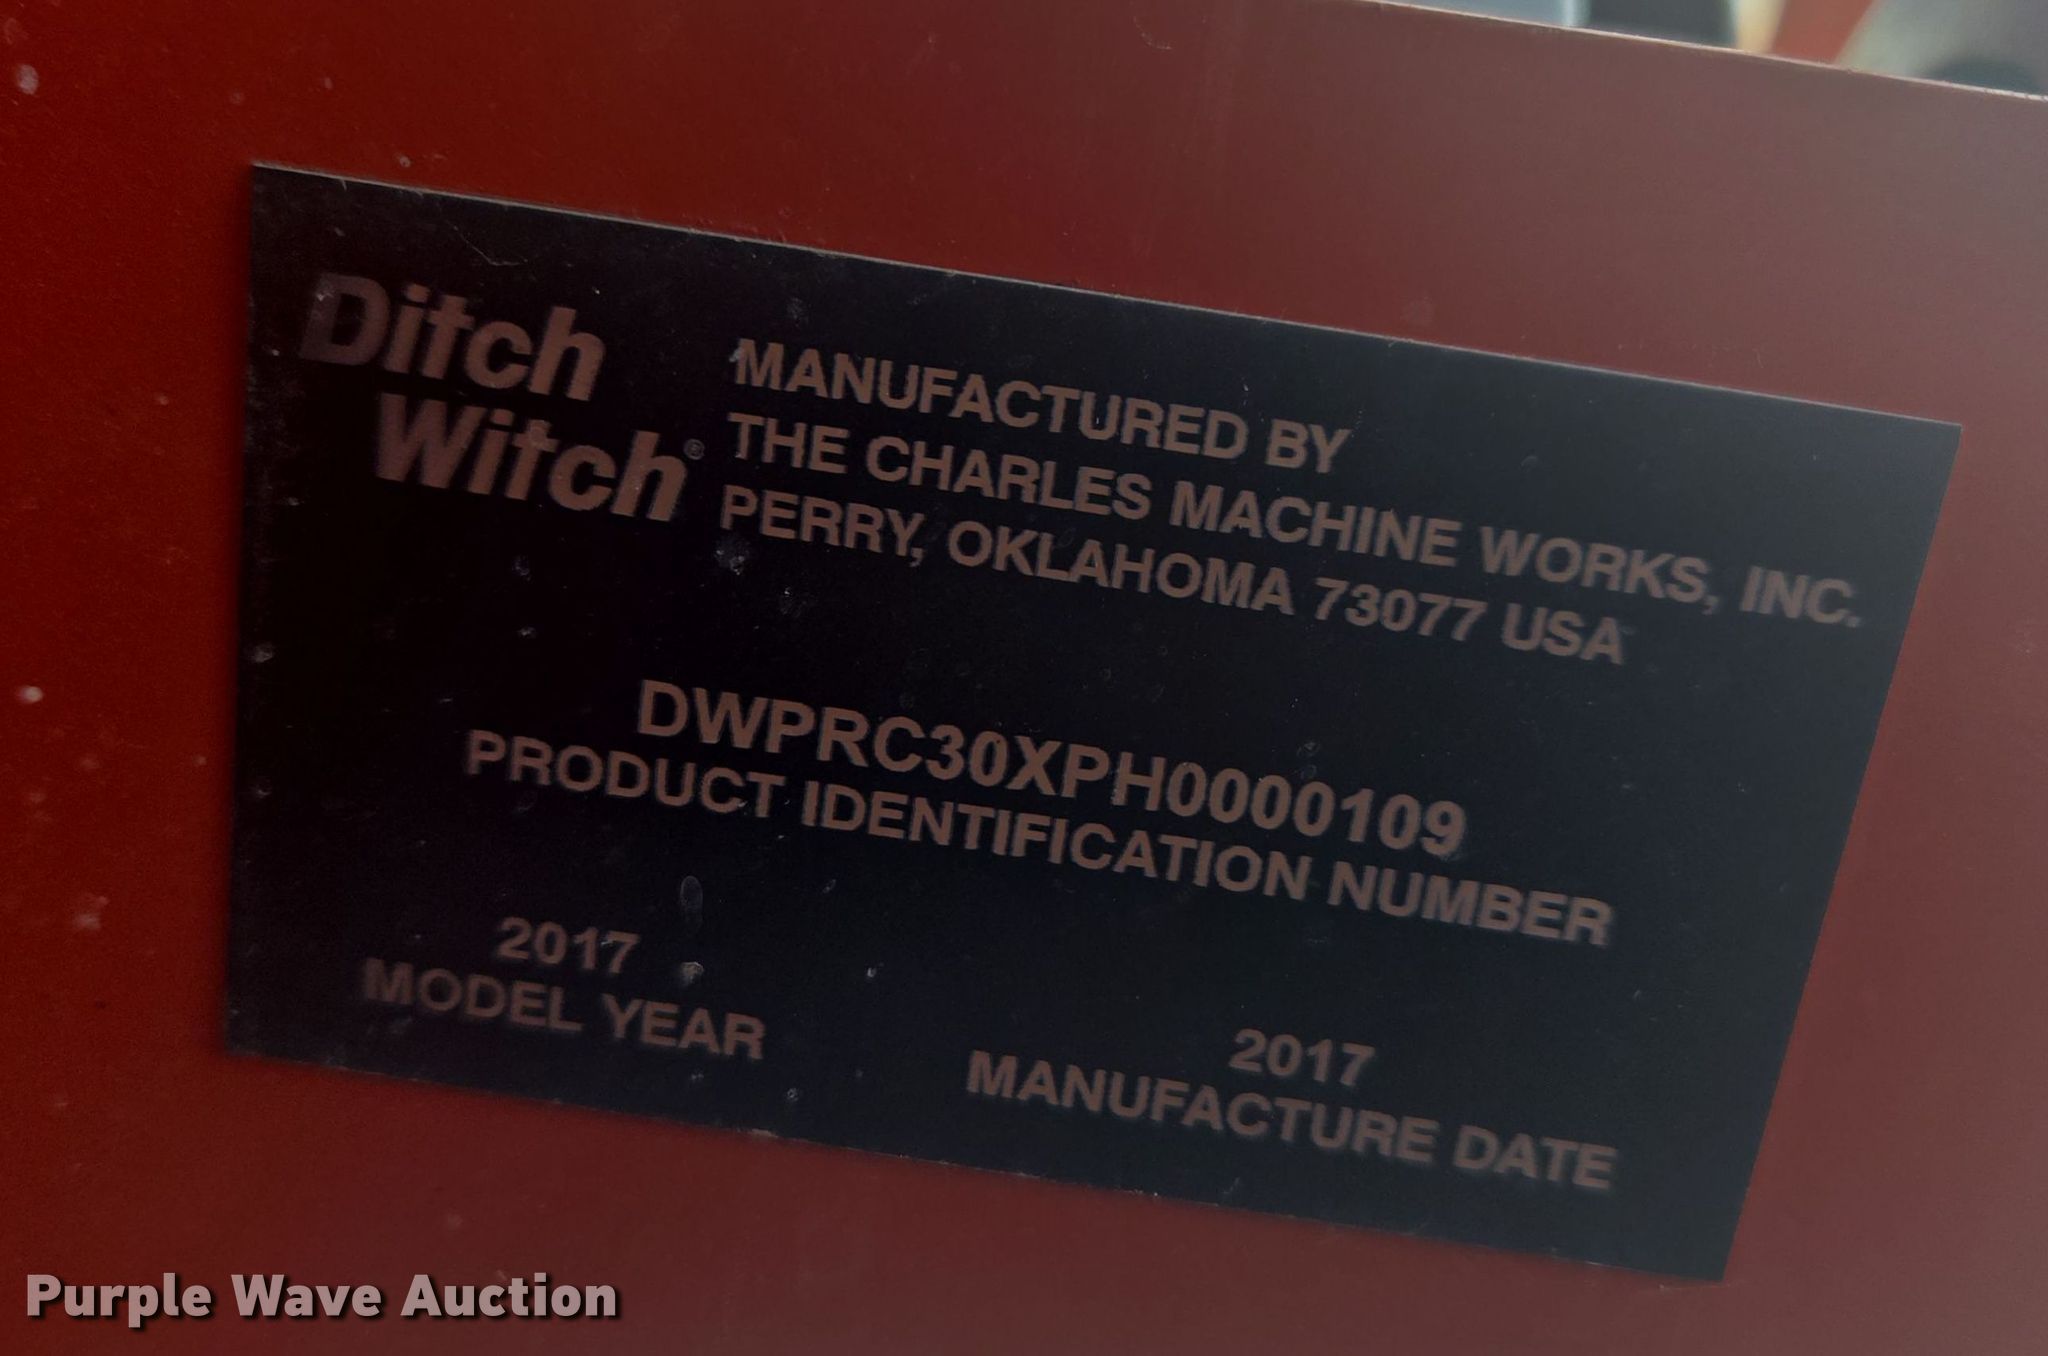 Ditch
Witch®
MANUFACTURED BY
THE CHARLES MACHINE WORKS, INC.
PERRY, OKLAHOMA 73077 USA
DWPRC30XPH0000109
PRODUCT IDENTIFICATION NUMBER
2017
MODEL YEAR
2017
MANUFACTURE DATE
Purple Wave Auction